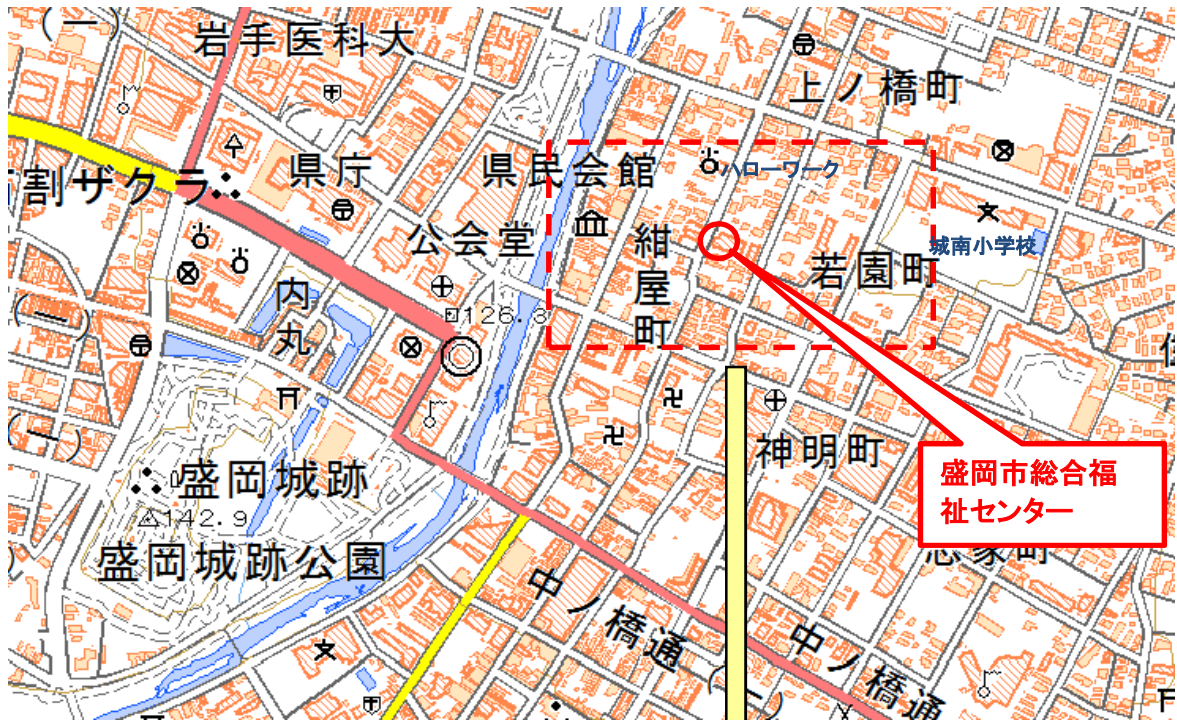 (一)
岩手医科大
上ノ橋町
県庁
県民会館
ハローワーク
割ザクラ
公会堂
紺屋町
若園町
城南小学校
内丸
126.3
(一)
(一)
神明町
盛岡城跡
盛岡市総合福
祉センター
142.9
盛岡城跡公園
中ノ橋通
中ノ橋通